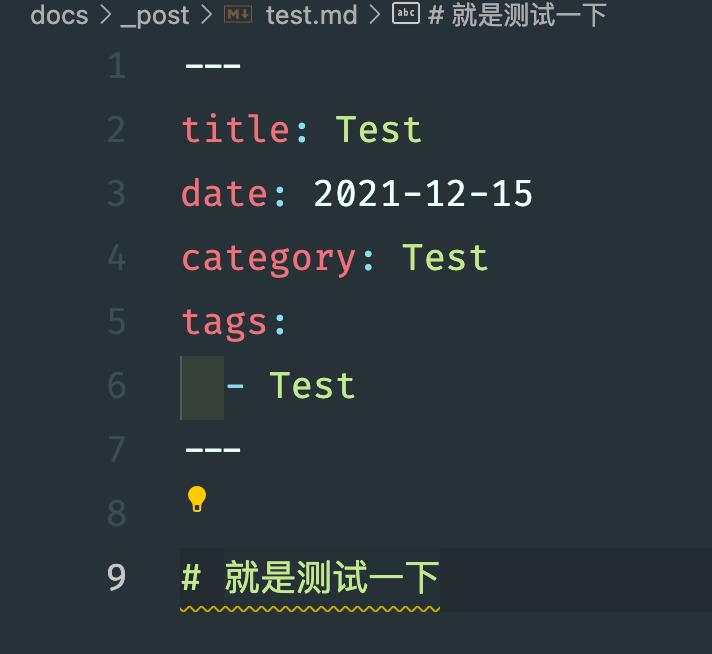 docs > _post > test.md > # 就是测试一下
1 ---
2 title: Test
3 date: 2021-12-15
4 category: Test
5 tags:
6   - Test
7 ---
8
9 # 就是测试一下